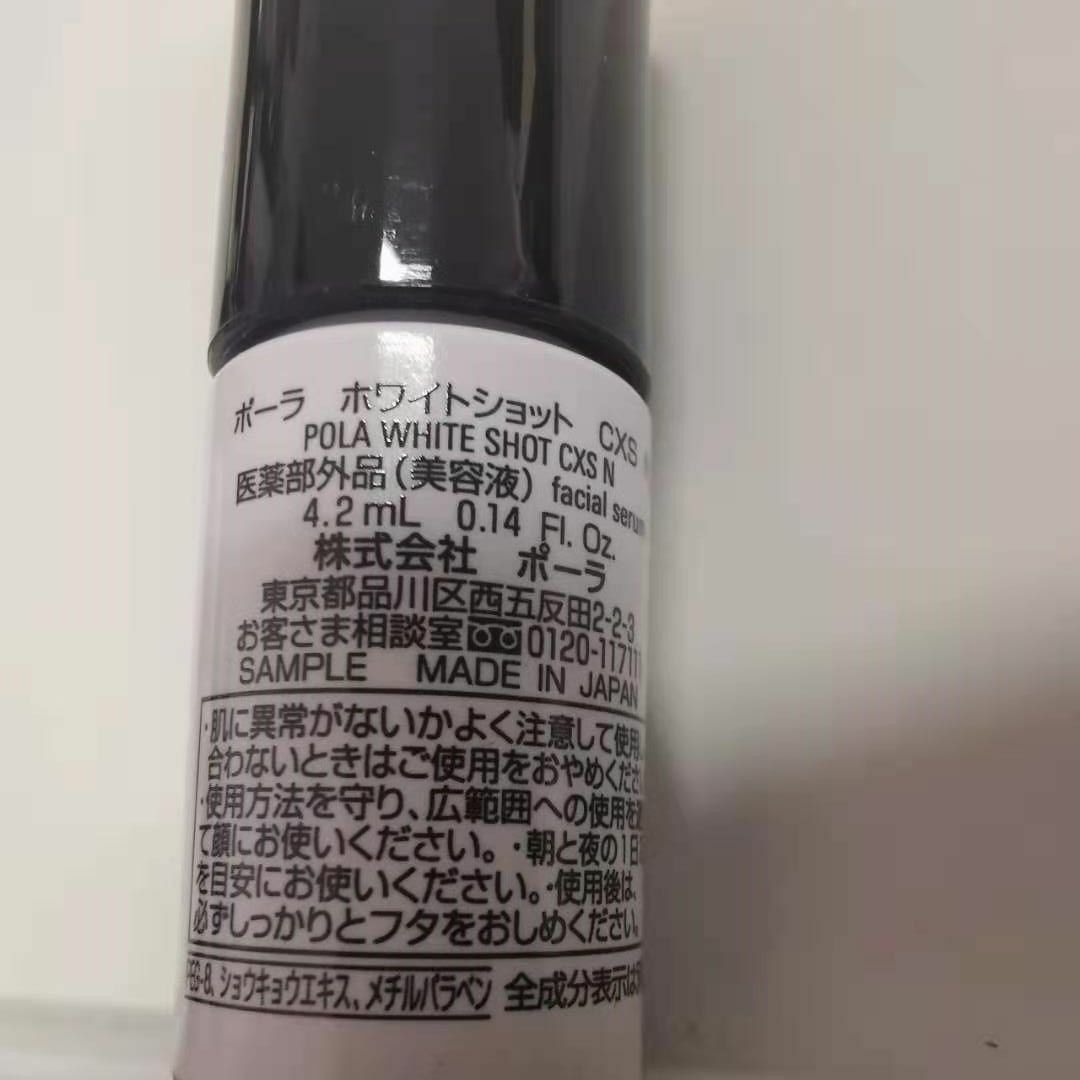 ポーラ ホワイトショット CXS
POLA WHITE SHOT CXS N
医薬部外品(美容液) facial serum
4.2mL 0.14 Fl. Oz.
株式会社 ポーラ
東京都品川区西五反田2-2-3
お客さま相談室 0120-11711
SAMPLE MADE IN JAPAN
・肌に異常がないかよく注意して使用
合わないときはご使用をおやめくださ
・使用方法を守り、広範囲への使用を
て顔にお使いください。・朝と夜の1日
を目安にお使いください。・使用後は、
必ずしっかりとフタをおしめください。
PEG-8、ショウキョウエキス、メチルパラベン 全成分表示は